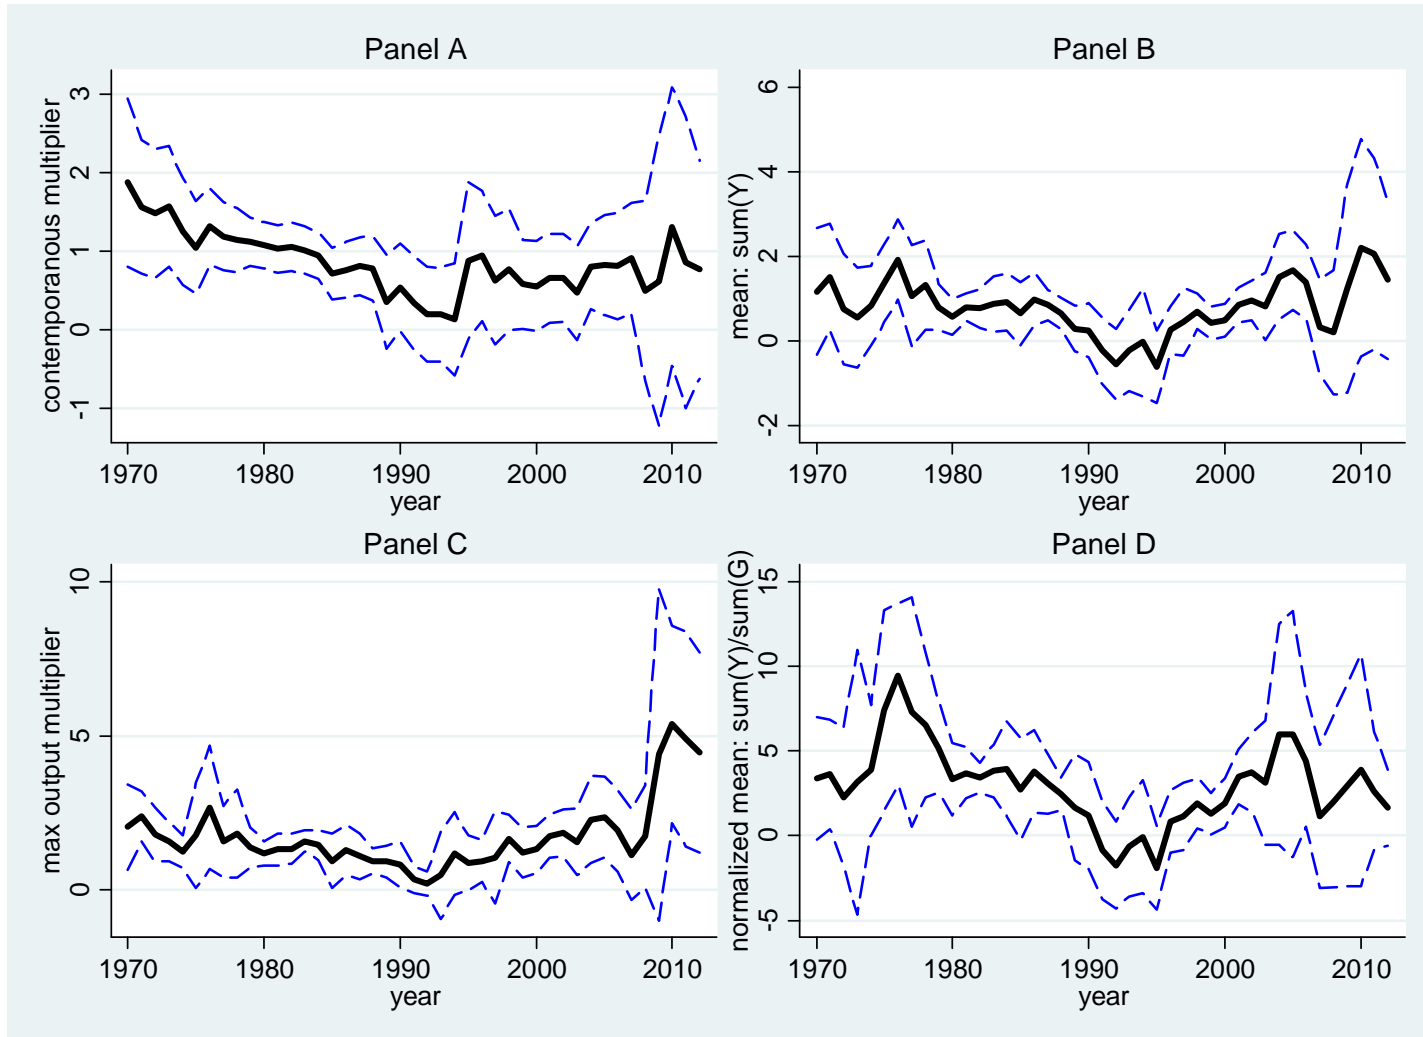 Panel A
contemporanous multiplier
3
2
1
0
-1
1970 1980 1990 2000 2010
year
Panel B
mean: sum(Y)
6
4
2
0
-2
1970 1980 1990 2000 2010
year
Panel C
max output multiplier
10
5
0
1970 1980 1990 2000 2010
year
Panel D
normalized mean: sum(Y)/sum(G)
15
10
5
0
-5
1970 1980 1990 2000 2010
year